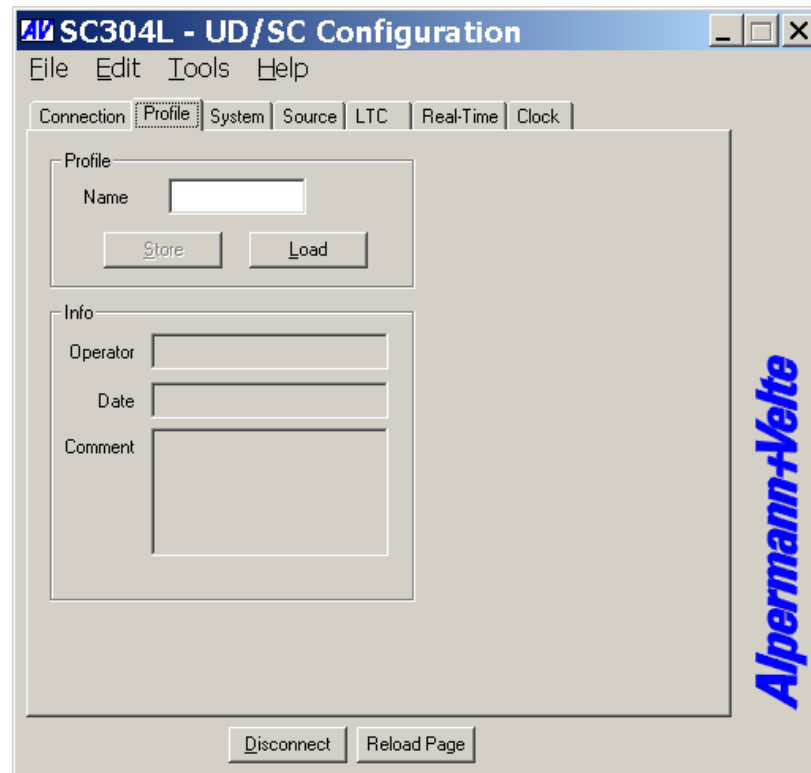 AV SC304L - UD/SC Configuration
File Edit Tools Help
Connection Profile System Source LTC Real-Time Clock
Profile
Name
Store Load
Info
Operator
Date
Comment
Alpermann+Velte
Disconnect Reload Page